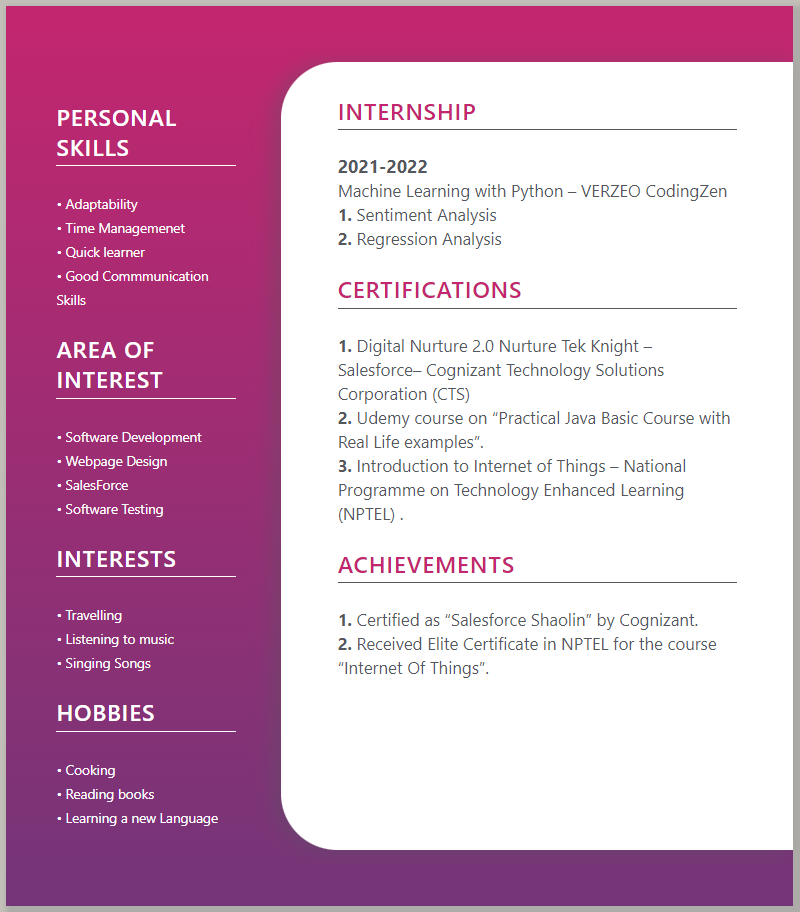 PERSONAL
SKILLS
• Adaptability
• Time Managemenet
• Quick learner
• Good Commmunication
Skills
AREA OF
INTEREST
• Software Development
• Webpage Design
• SalesForce
• Software Testing
INTERESTS
• Travelling
• Listening to music
• Singing Songs
HOBBIES
• Cooking
• Reading books
• Learning a new Language
INTERNSHIP
2021-2022
Machine Learning with Python – VERZEO CodingZen
1. Sentiment Analysis
2. Regression Analysis
CERTIFICATIONS
1. Digital Nurture 2.0 Nurture Tek Knight –
Salesforce– Cognizant Technology Solutions
Corporation (CTS)
2. Udemy course on “Practical Java Basic Course with
Real Life examples”.
3. Introduction to Internet of Things – National
Programme on Technology Enhanced Learning
(NPTEL) .
ACHIEVEMENTS
1. Certified as “Salesforce Shaolin” by Cognizant.
2. Received Elite Certificate in NPTEL for the course
“Internet Of Things”.